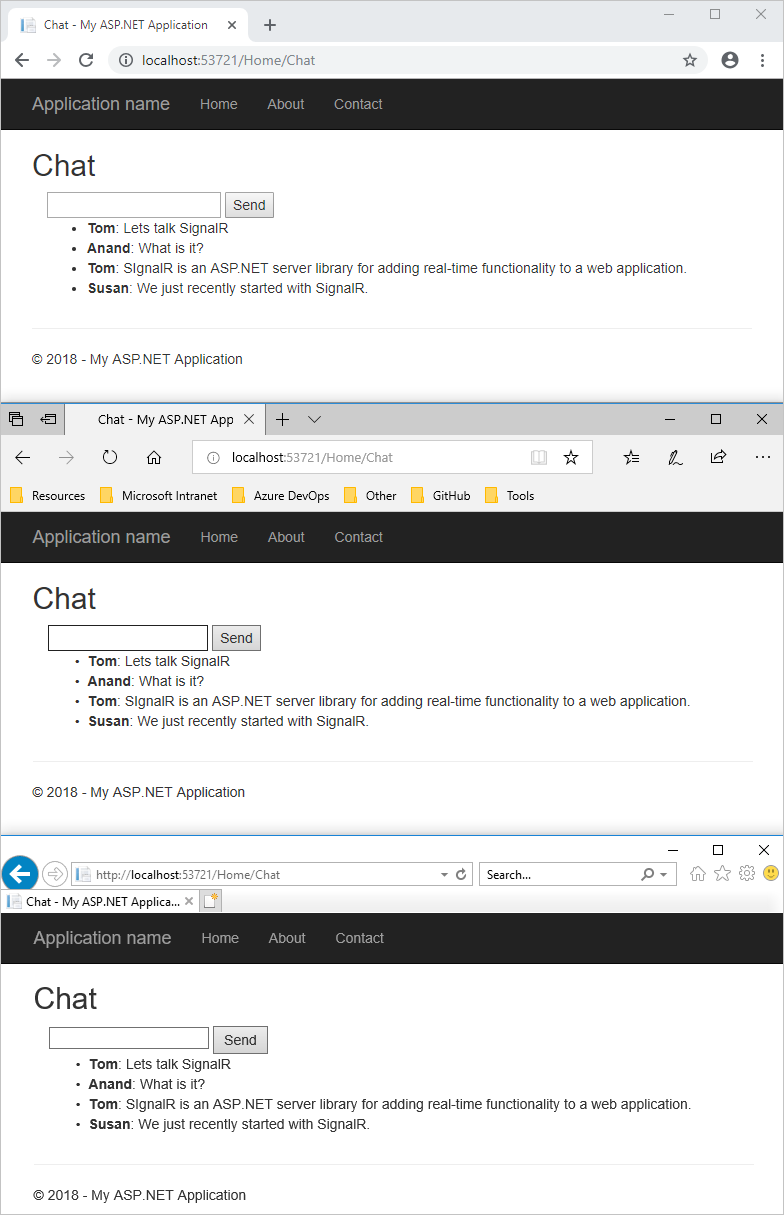 Chat - My ASP.NET Application
localhost:53721/Home/Chat
Application name Home About Contact
Chat
Send
• Tom: Lets talk SignalR
• Anand: What is it?
• Tom: SIgnalR is an ASP.NET server library for adding real-time functionality to a web application.
• Susan: We just recently started with SignalR.
© 2018 - My ASP.NET Application
Chat - My ASP.NET App
localhost:53721/Home/Chat
Resources Microsoft Intranet Azure DevOps Other GitHub Tools
Application name Home About Contact
Chat
Send
• Tom: Lets talk SignalR
• Anand: What is it?
• Tom: SIgnalR is an ASP.NET server library for adding real-time functionality to a web application.
• Susan: We just recently started with SignalR.
© 2018 - My ASP.NET Application
http://localhost:53721/Home/Chat Search...
Chat - My ASP.NET Applica...
Application name Home About Contact
Chat
Send
• Tom: Lets talk SignalR
• Anand: What is it?
• Tom: SIgnalR is an ASP.NET server library for adding real-time functionality to a web application.
• Susan: We just recently started with SignalR.
© 2018 - My ASP.NET Application